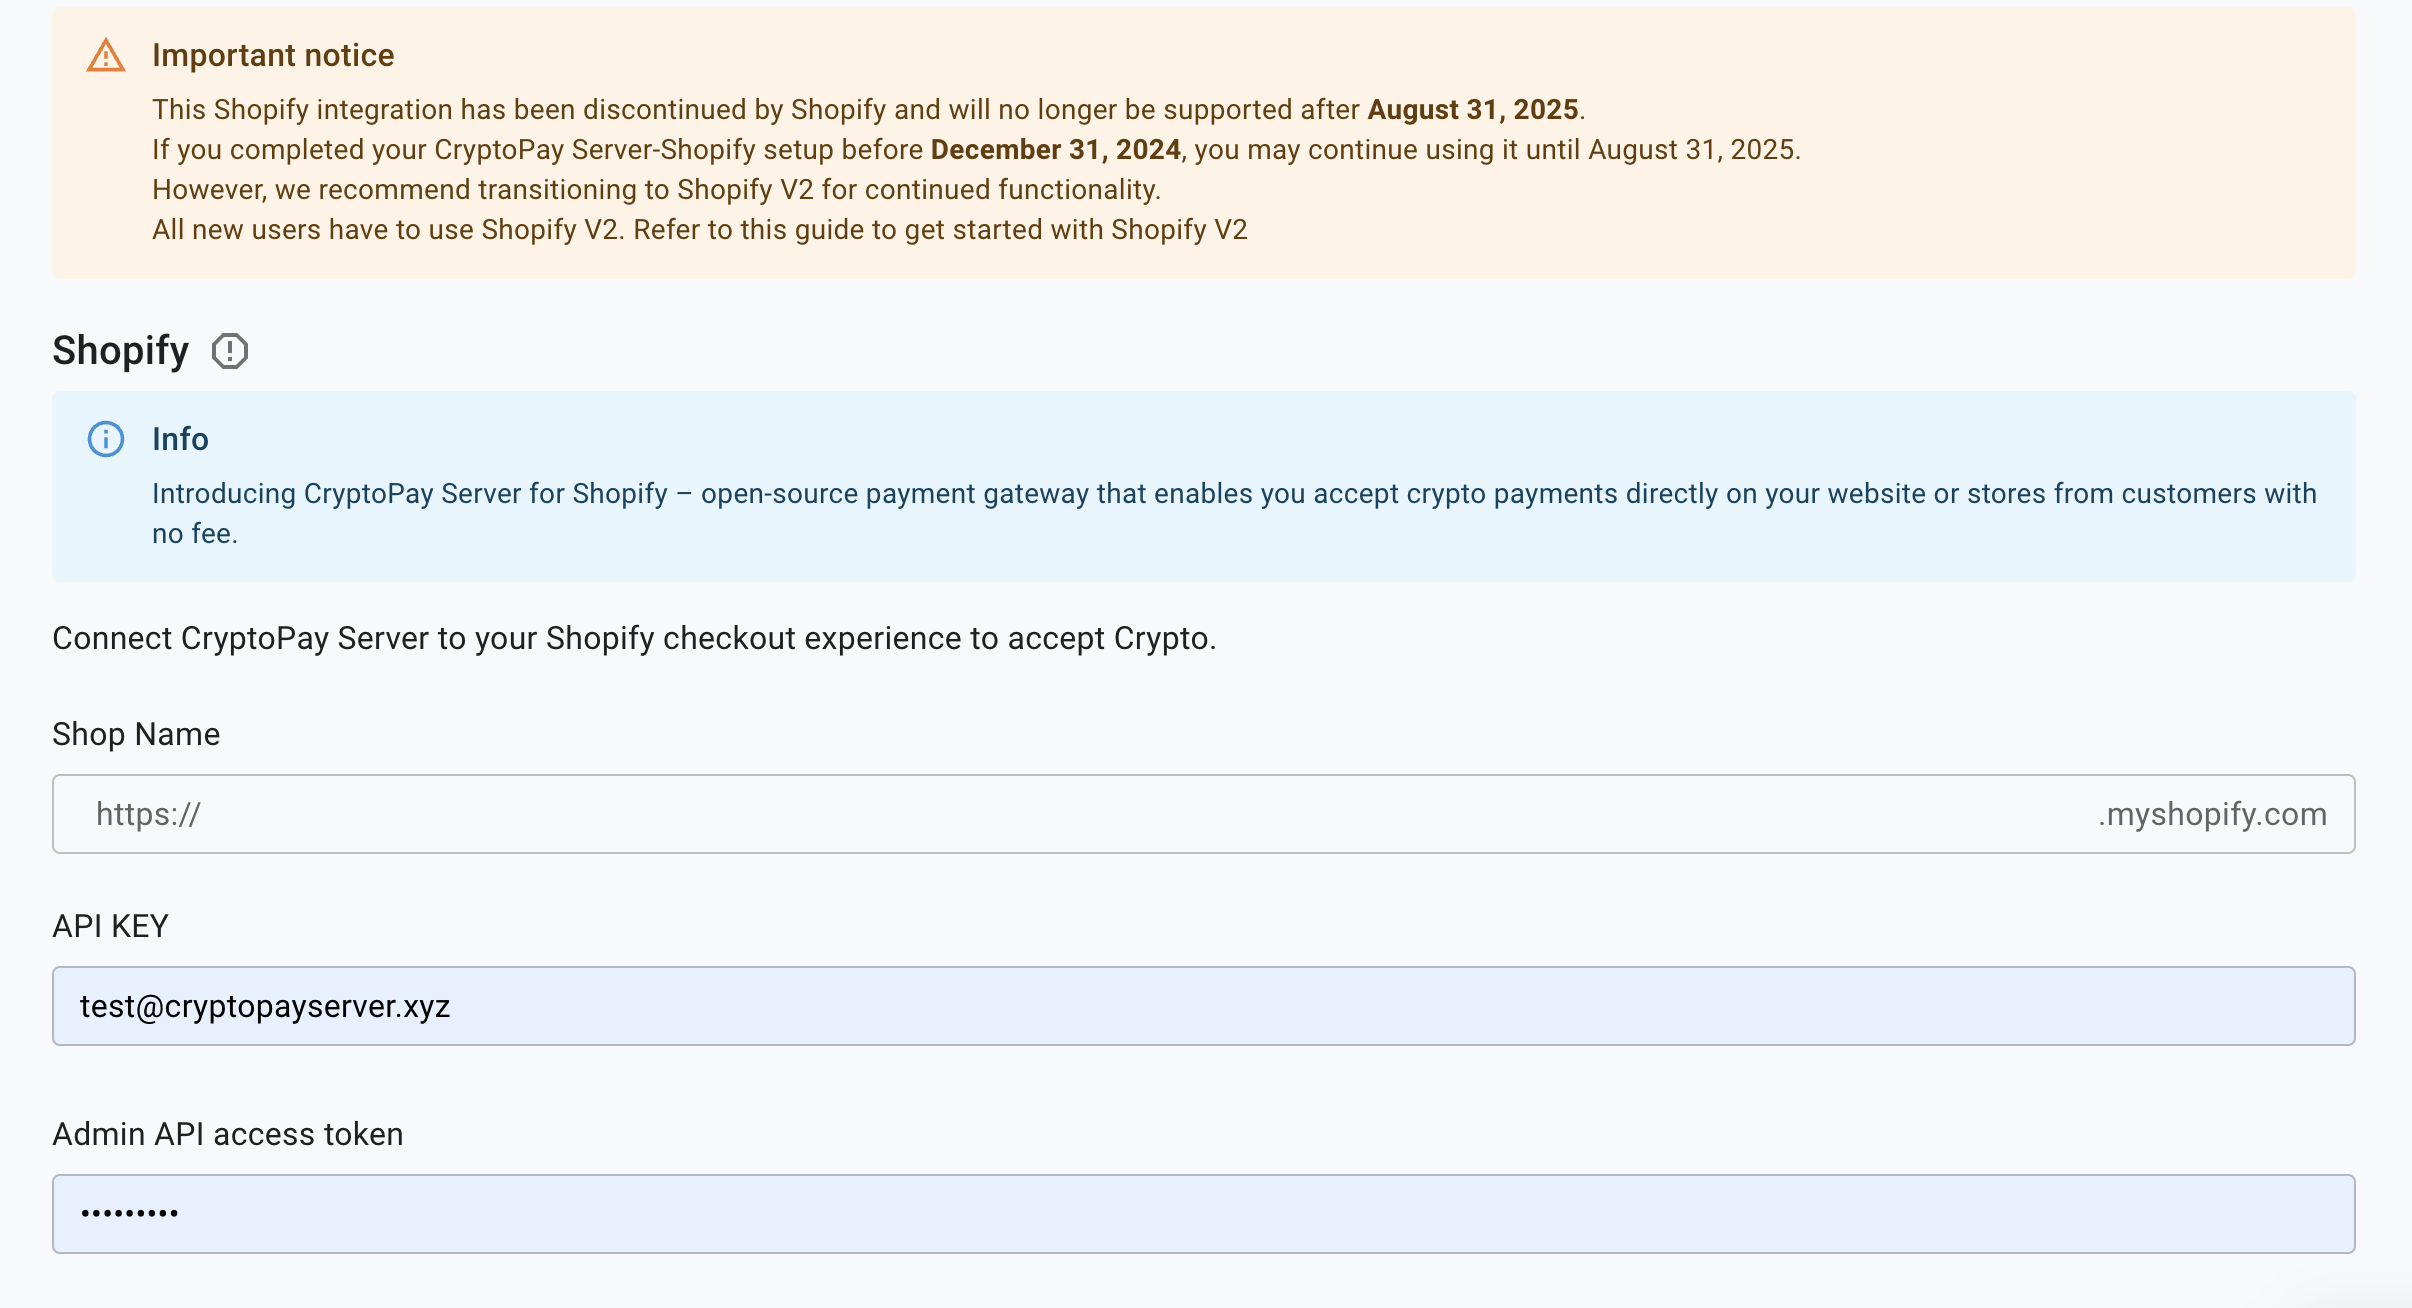 Important notice
This Shopify integration has been discontinued by Shopify and will no longer be supported after August 31, 2025.
If you completed your CryptoPay Server-Shopify setup before December 31, 2024, you may continue using it until August 31, 2025.
However, we recommend transitioning to Shopify V2 for continued functionality.
All new users have to use Shopify V2. Refer to this guide to get started with Shopify V2
Shopify
Info
Introducing CryptoPay Server for Shopify – open-source payment gateway that enables you accept crypto payments directly on your website or stores from customers with
no fee.
Connect CryptoPay Server to your Shopify checkout experience to accept Crypto.
Shop Name
https:// .myshopify.com
API KEY
test@cryptopayserver.xyz
Admin API access token
•••••••••